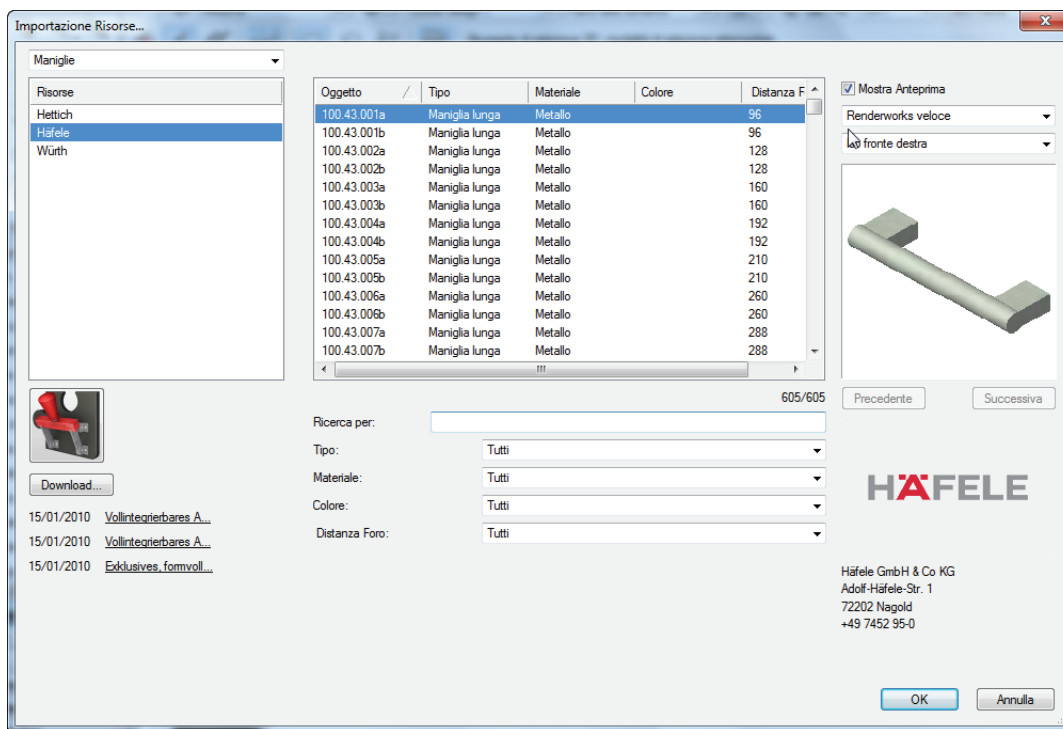 Importazione Risorse...
Maniglie
Risorse
Hettich
Häfele
Würth
Oggetto Tipo Materiale Colore Distanza F
100.43.001a Maniglia lunga Metallo 96
100.43.001b Maniglia lunga Metallo 96
100.43.002a Maniglia lunga Metallo 128
100.43.002b Maniglia lunga Metallo 128
100.43.003a Maniglia lunga Metallo 160
100.43.003b Maniglia lunga Metallo 160
100.43.004a Maniglia lunga Metallo 192
100.43.004b Maniglia lunga Metallo 192
100.43.005a Maniglia lunga Metallo 210
100.43.005b Maniglia lunga Metallo 210
100.43.006a Maniglia lunga Metallo 260
100.43.006b Maniglia lunga Metallo 260
100.43.007a Maniglia lunga Metallo 288
100.43.007b Maniglia lunga Metallo 288
605/605
Mostra Anteprima
Renderworks veloce
fronte destra
Precedente Successiva
Ricerca per:
Tipo: Tutti
Materiale: Tutti
Colore: Tutti
Distanza Foro: Tutti
Download...
15/01/2010 Vollintegrierbares A...
15/01/2010 Vollintegrierbares A...
15/01/2010 Exklusives, formvoll...
HÄFELE
Häfele GmbH & Co KG
Adolf-Häfele-Str. 1
72202 Nagold
+49 7452 95-0
OK Annulla